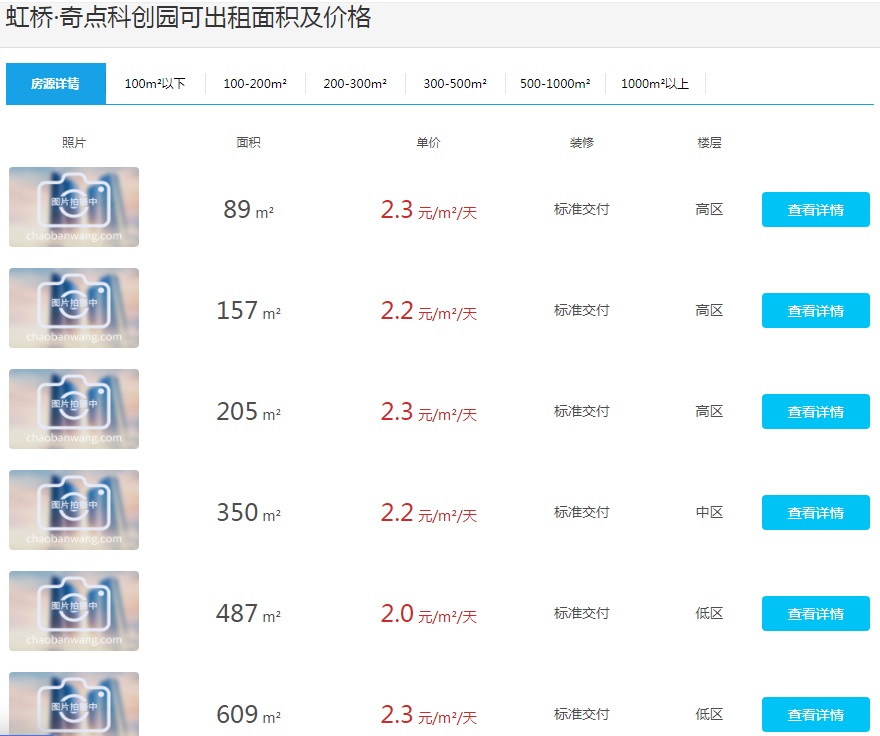 虹桥·奇点科创园可出租面积及价格
房源详情 100m²以下 100-200m² 200-300m² 300-500m² 500-1000m² 1000m²以上
照片 面积 单价 装修 楼层
图片拍摄中
chaobanwang.com
89 m² 2.3 元/m²/天 标准交付 高区 查看详情
图片拍摄中
chaobanwang.com
157 m² 2.2 元/m²/天 标准交付 高区 查看详情
图片拍摄中
chaobanwang.com
205 m² 2.3 元/m²/天 标准交付 高区 查看详情
图片拍摄中
chaobanwang.com
350 m² 2.2 元/m²/天 标准交付 中区 查看详情
图片拍摄中
chaobanwang.com
487 m² 2.0 元/m²/天 标准交付 低区 查看详情
图片拍摄中
609 m² 2.3 元/m²/天 标准交付 低区 查看详情